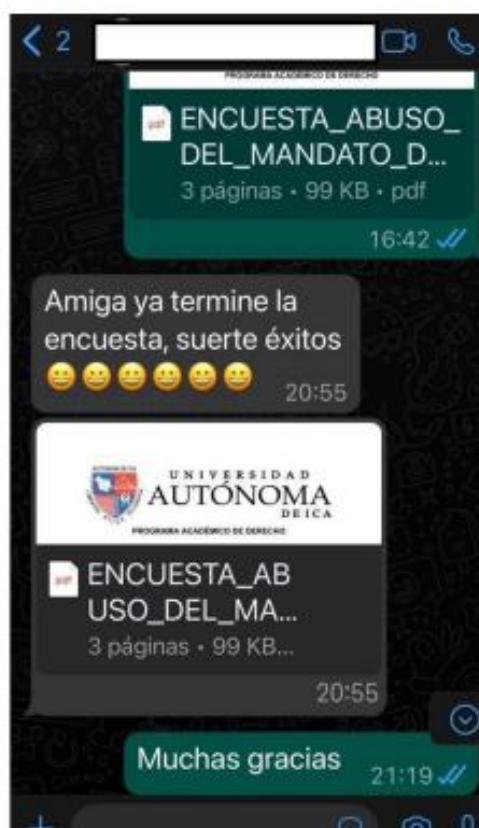 2
PROGRAMA ACADÉMICO DE DERECHO
pdf
ENCUESTA_ABUSO_
DEL_MANDATO_D...
3 páginas • 99 KB • pdf
16:42
Amiga ya termine la
encuesta, suerte éxitos
20:55
UNIVERSIDAD
AUTÓNOMA
DE ICA
PROGRAMA ACADÉMICO DE DERECHO
pdf
ENCUESTA_AB
USO_DEL_MA...
3 páginas • 99 KB...
20:55
Muchas gracias
21:19